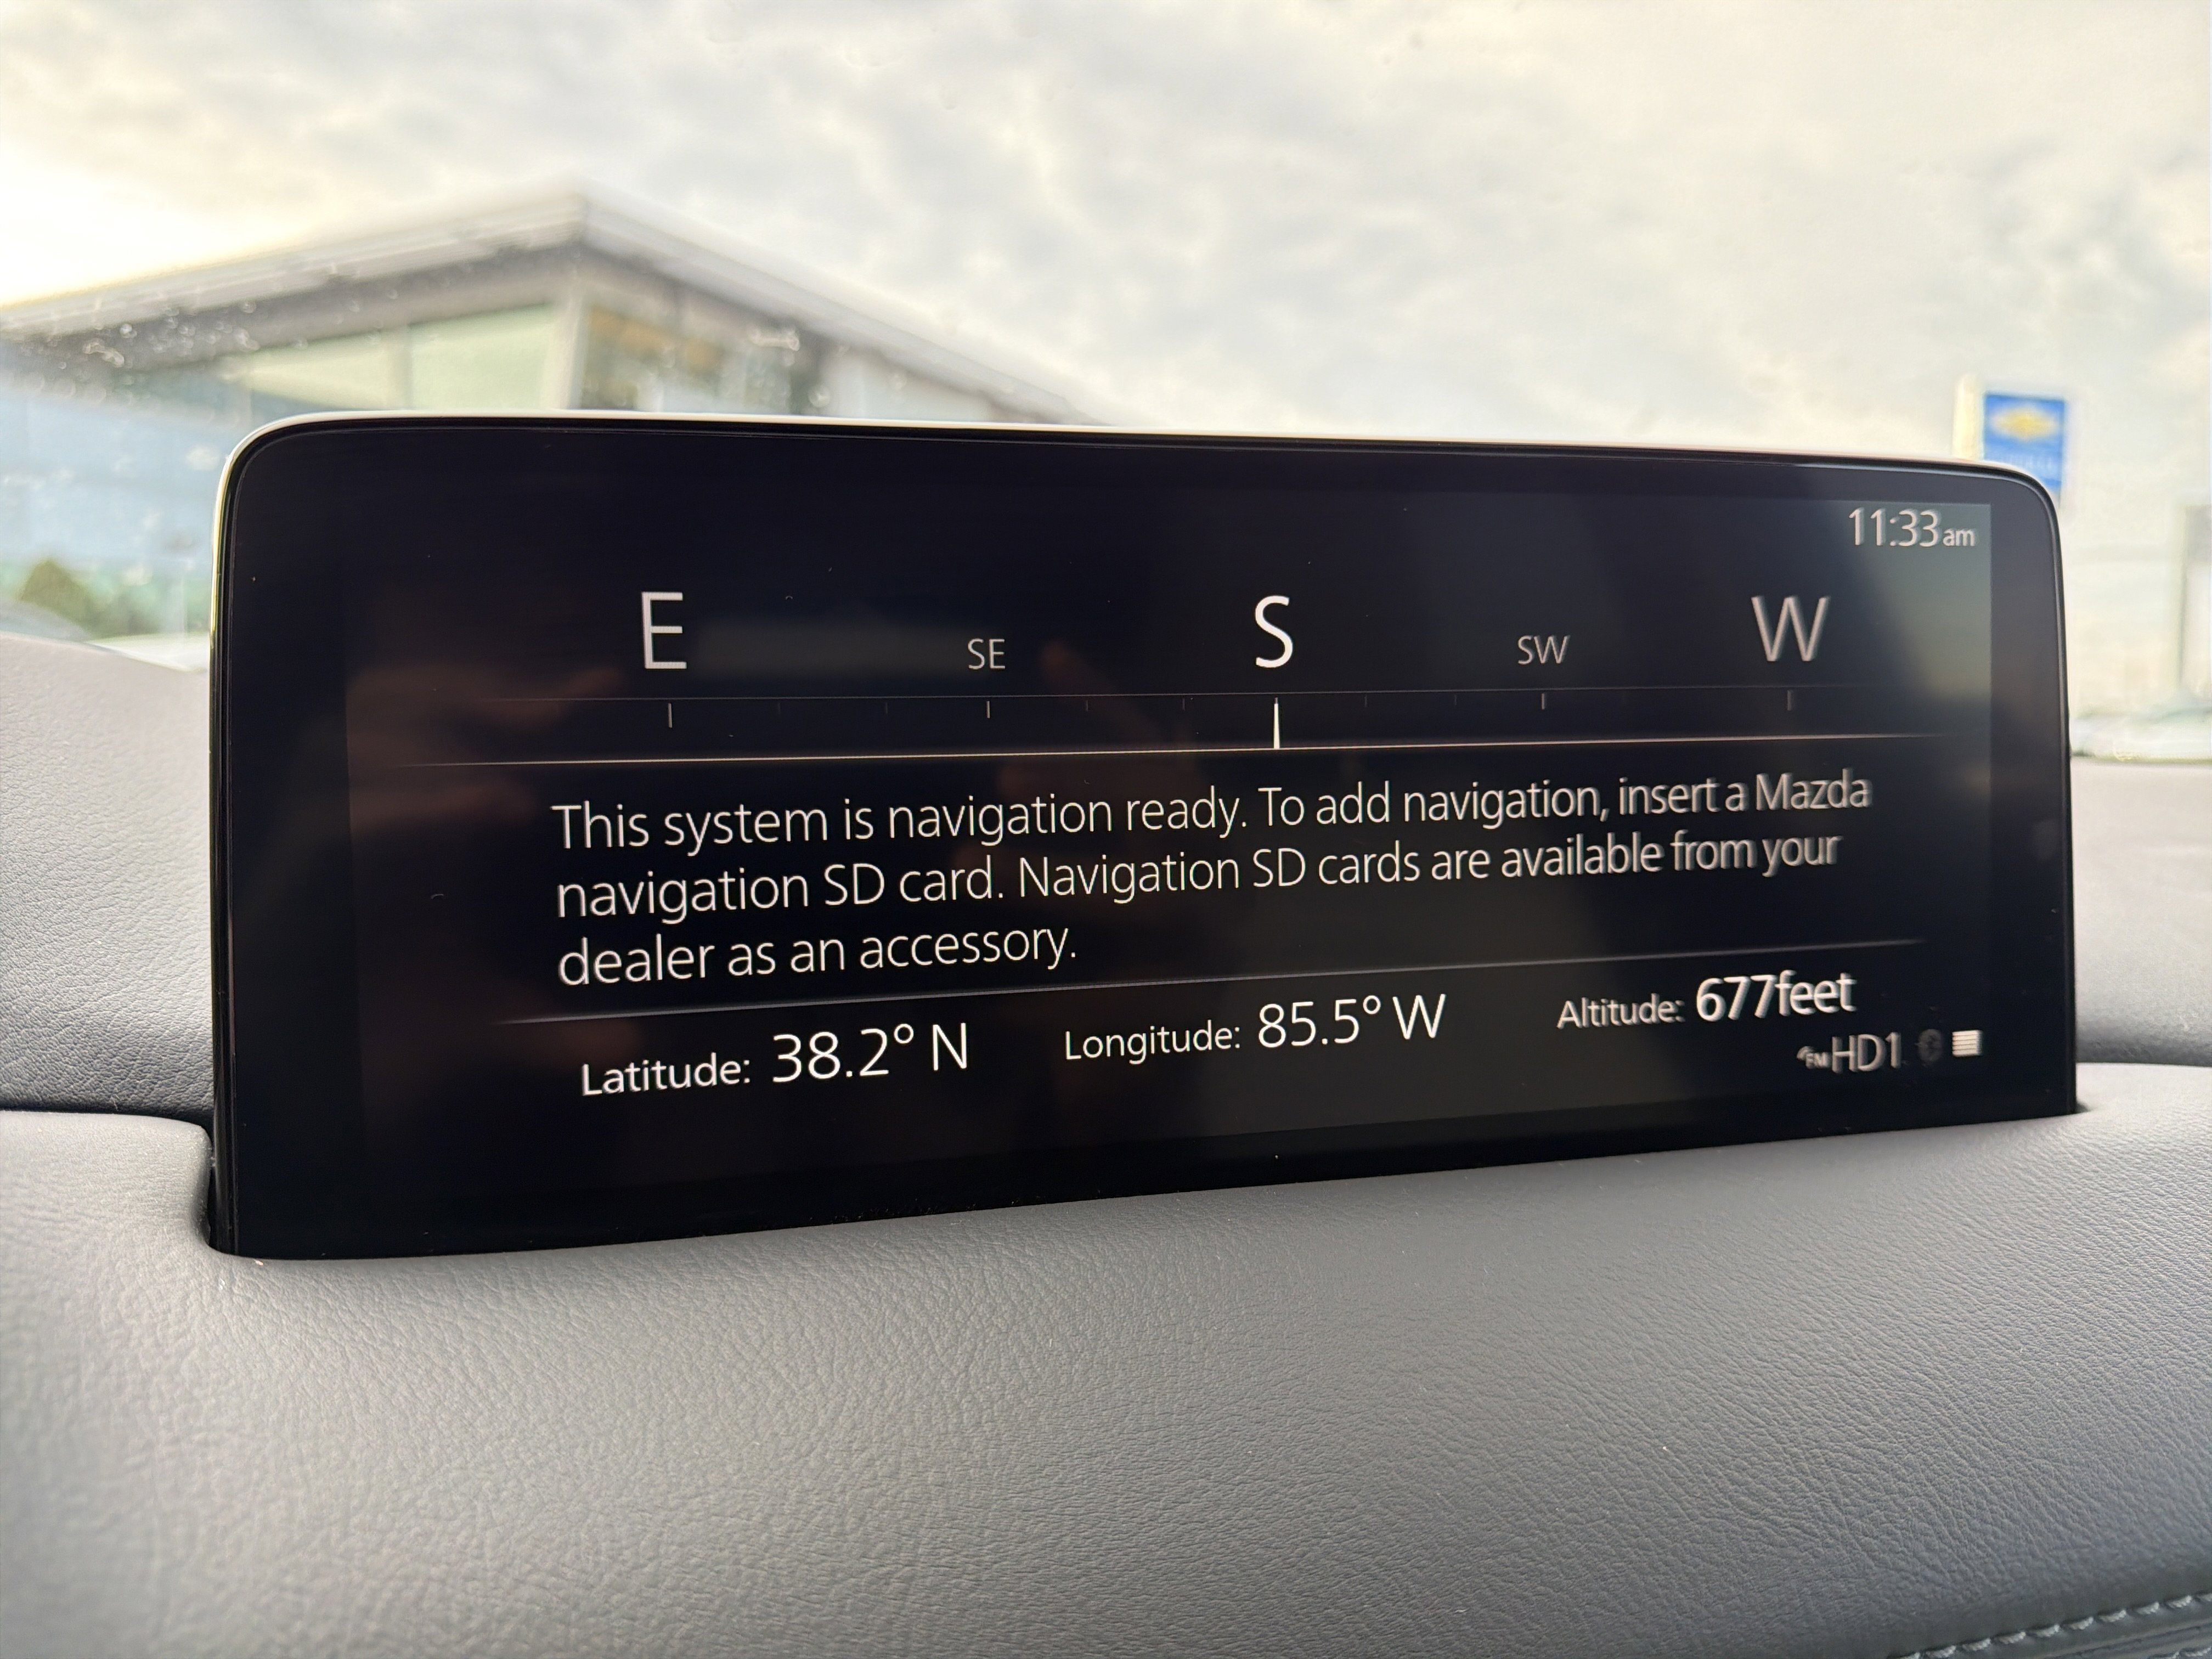 11:33am
E SE S SW W
This system is navigation ready. To add navigation, insert a Mazda
navigation SD card. Navigation SD cards are available from your
dealer as an accessory.
Latitude: 38.2° N Longitude: 85.5° W Altitude: 677feet
FM HD1